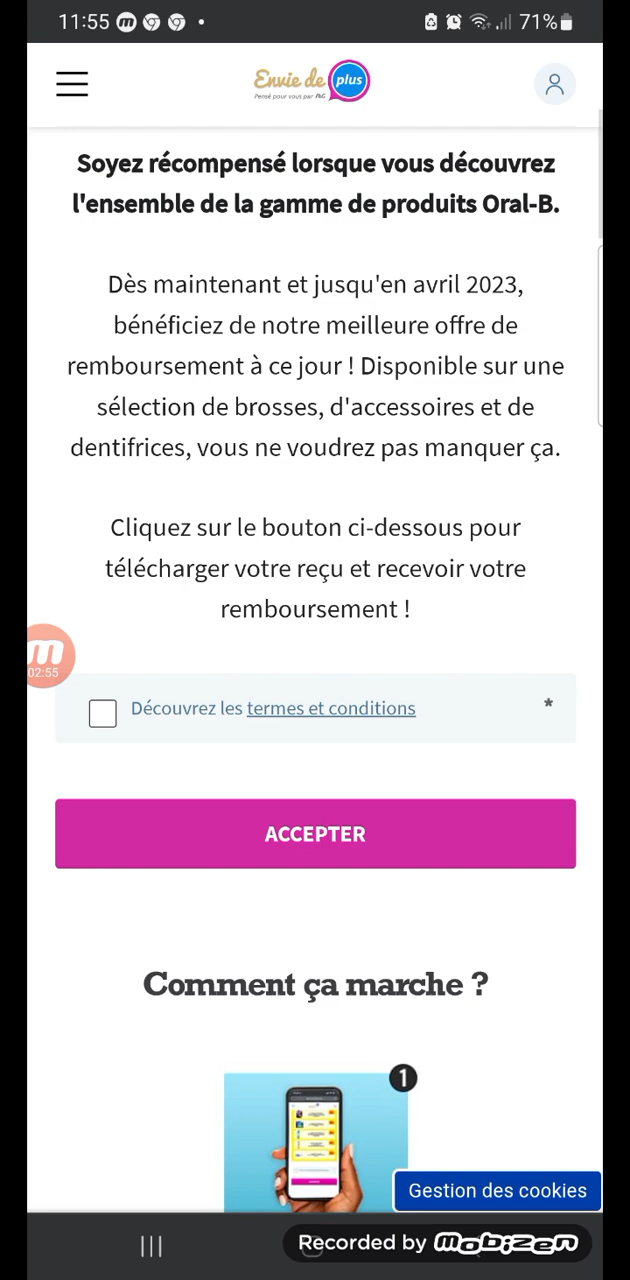 11:55 71%
Envie de plus
Pensé pour vous par P&G
Soyez récompensé lorsque vous découvrez
l'ensemble de la gamme de produits Oral-B.
Dès maintenant et jusqu'en avril 2023,
bénéficiez de notre meilleure offre de
remboursement à ce jour ! Disponible sur une
sélection de brosses, d'accessoires et de
dentifrices, vous ne voudrez pas manquer ça.
Cliquez sur le bouton ci-dessous pour
télécharger votre reçu et recevoir votre
remboursement !
02:55
Découvrez les termes et conditions *
ACCEPTER
Comment ça marche ?
1
Gestion des cookies
Recorded by mobizen